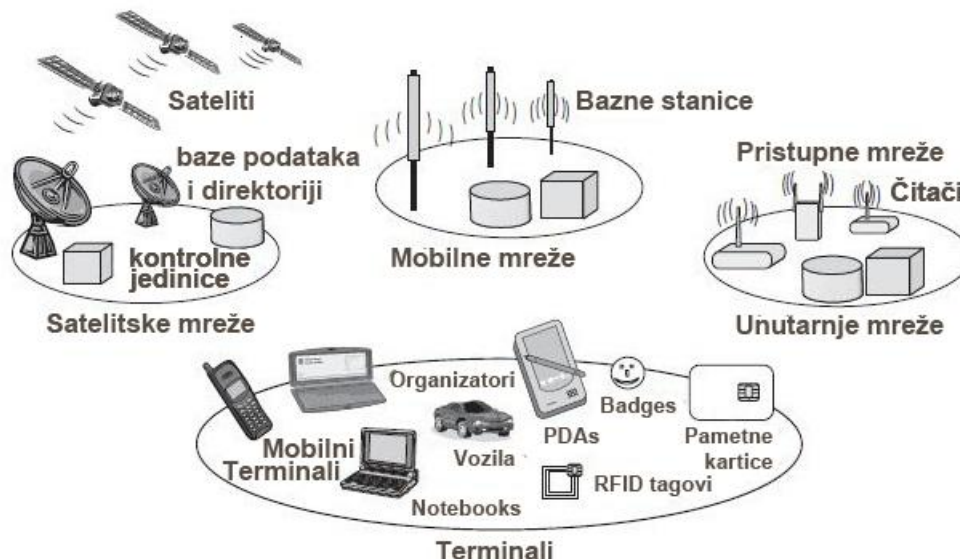 Sateliti
baze podataka
i direktoriji
kontrolne
jedinice
Satelitske mreže
Bazne stanice
Mobilne mreže
Pristupne mreže
Čitači
Unutarnje mreže
Organizatori
Mobilni
Terminali
Vozila
Notebooks
PDAs
Badges
RFID tagovi
Pametne
kartice
Terminali